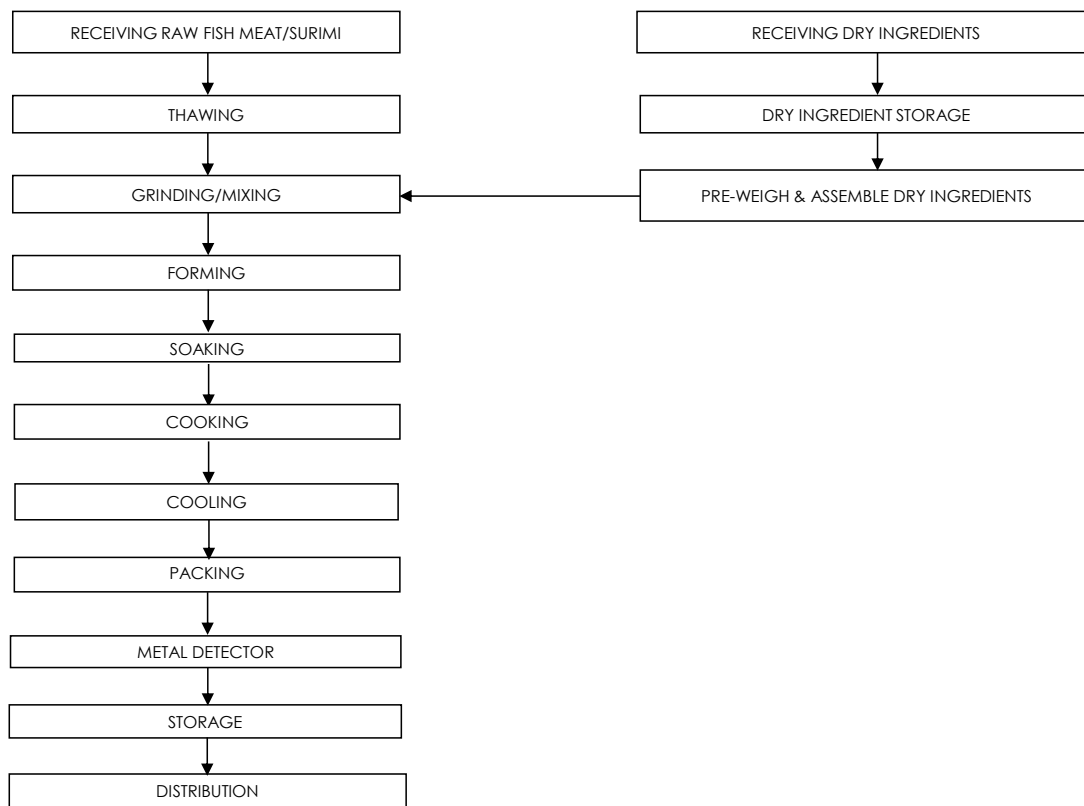 RECEIVING RAW FISH MEAT/SURIMI
THAWING
GRINDING/MIXING
FORMING
SOAKING
COOKING
COOLING
PACKING
METAL DETECTOR
STORAGE
DISTRIBUTION
RECEIVING DRY INGREDIENTS
DRY INGREDIENT STORAGE
PRE-WEIGH & ASSEMBLE DRY INGREDIENTS